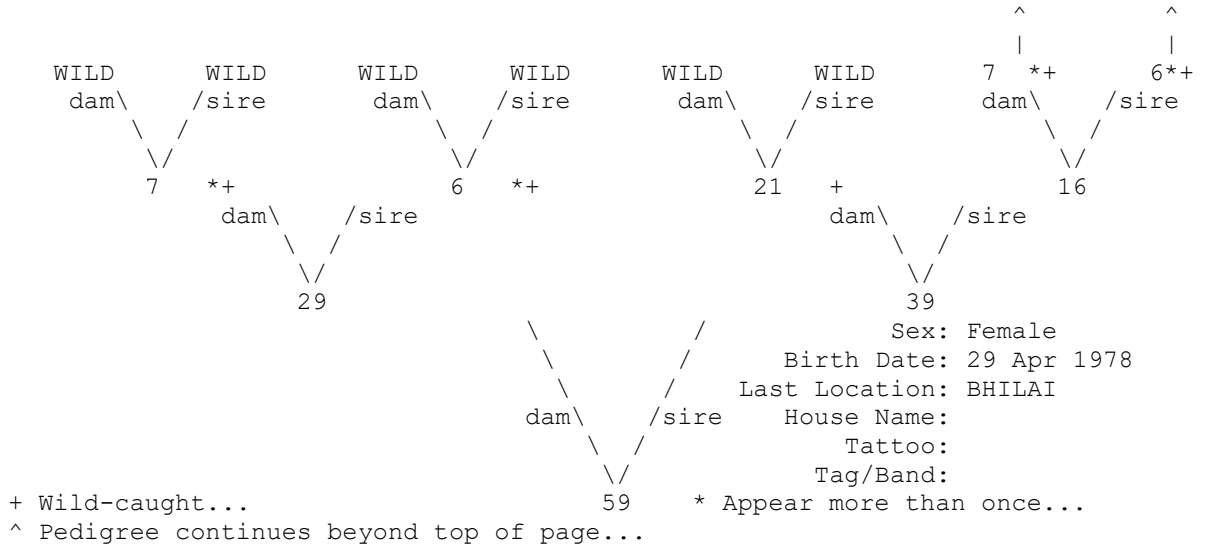 ^ ^
| |
WILD WILD WILD WILD WILD WILD 7 *+ 6*+
dam\ /sire dam\ /sire dam\ /sire dam\ /sire
\ / \ / \ / \ /
\/ \/ \/ \/
7 *+ 6 *+ 21 + 16
dam\ /sire dam\ /sire
\ / \ /
\/ \/
29 39
\ / Sex: Female
\ / Birth Date: 29 Apr 1978
\ / Last Location: BHILAI
dam\ /sire House Name:
\ / Tattoo:
\/ Tag/Band:
+ Wild-caught... 59 * Appear more than once...
^ Pedigree continues beyond top of page...